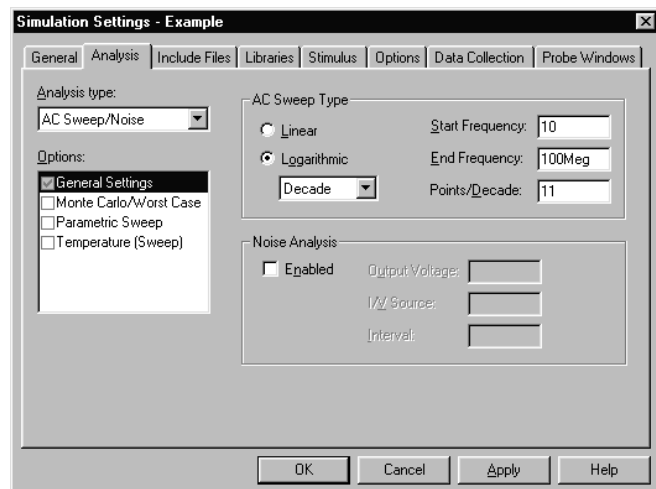 Simulation Settings - Example
General
Analysis
Include Files
Libraries
Stimulus
Options
Data Collection
Probe Windows
Analysis type:
AC Sweep/Noise
Options:
General Settings
Monte Carlo/Worst Case
Parametric Sweep
Temperature (Sweep)
AC Sweep Type
Linear
Logarithmic
Decade
Start Frequency: 10
End Frequency: 100Meg
Points/Decade: 11
Noise Analysis
Enabled
Output Voltage:
I/V Source:
Interval:
OK
Cancel
Apply
Help